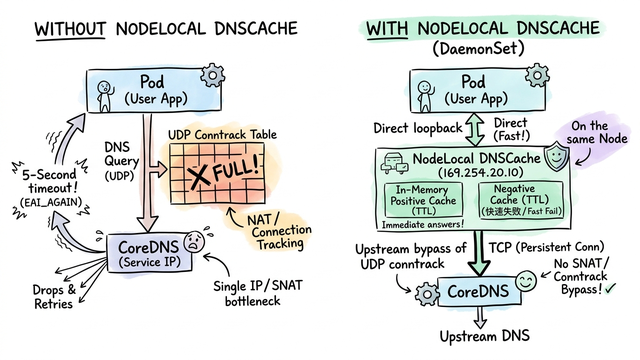 WITHOUT NODELOCAL DNSCACHE
Pod
(User App)
DNS
Query
(UDP)
UDP Conntrack Table
X FULL!
NAT /
Connection
Tracking
5-Second
timeout!
(EAI_AGAIN)
CoreDNS
(Service IP)
Drops &
Retries
Single IP/SNAT
bottleneck
WITH NODELOCAL DNSCACHE
(DaemonSet)
Pod
(User App)
Direct loopback
Direct
(Fast!)
On the
same Node
NodeLocal DNSCache
(169.254.20.10)
In-Memory
Positive Cache
(TTL)
Negative
Cache (TTL)
(快速失败/Fast Fail)
Immediate answers!
Upstream bypass of
UDP conntrack
TCP (Persistent Conn)
No SNAT/
Conntrack
Bypass! ✓
CoreDNS
Upstream DNS